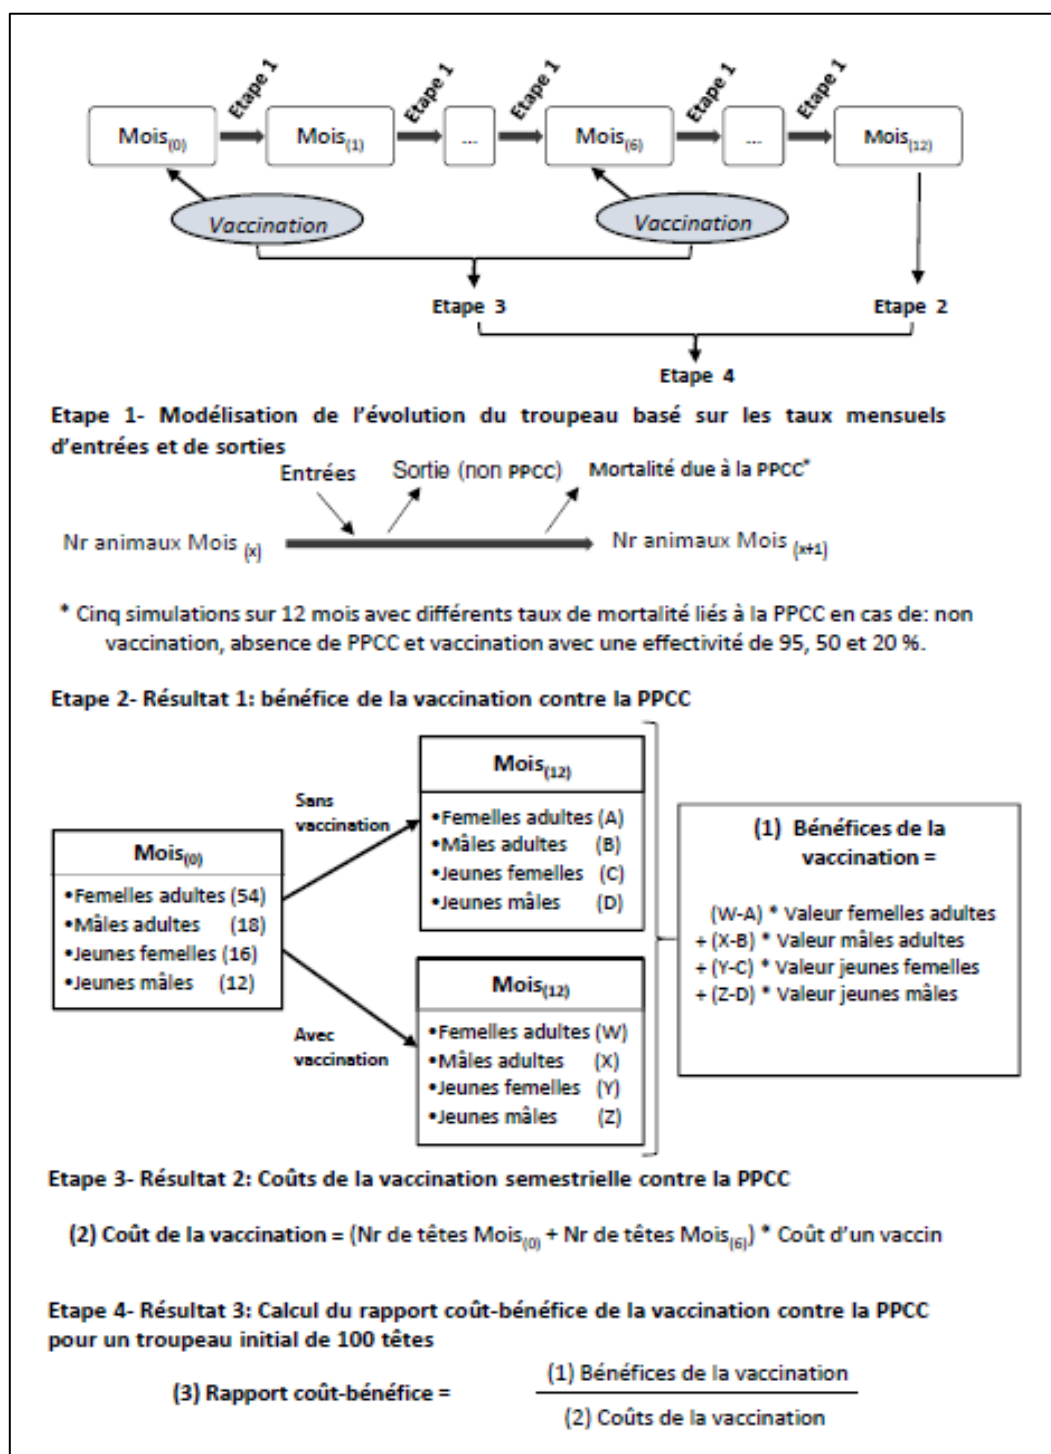 Etape 1 Etape 1 Etape 1 Etape 1 Etape 1
Mois(0) Mois(1) ... Mois(6) ... Mois(12)
Vaccination Vaccination
Etape 3 Etape 2
Etape 4
Etape 1- Modélisation de l'évolution du troupeau basé sur les taux mensuels
d'entrées et de sorties
Entrées Sortie (non PPCC) Mortalité due à la PPCC*
Nr animaux Mois (x) Nr animaux Mois (x+1)
* Cinq simulations sur 12 mois avec différents taux de mortalité liés à la PPCC en cas de: non
vaccination, absence de PPCC et vaccination avec une effectivité de 95, 50 et 20 %.
Etape 2- Résultat 1: bénéfice de la vaccination contre la PPCC
Mois(0)
•Femelles adultes (54)
•Mâles adultes (18)
•Jeunes femelles (16)
•Jeunes mâles (12)
Sans
vaccination
Mois(12)
•Femelles adultes (A)
•Mâles adultes (B)
•Jeunes femelles (C)
•Jeunes mâles (D)
Avec
vaccination
Mois(12)
•Femelles adultes (W)
•Mâles adultes (X)
•Jeunes femelles (Y)
•Jeunes mâles (Z)
(1) Bénéfices de la
vaccination =
(W-A) * Valeur femelles adultes
+ (X-B) * Valeur mâles adultes
+ (Y-C) * Valeur jeunes femelles
+ (Z-D) * Valeur jeunes mâles
Etape 3- Résultat 2: Coûts de la vaccination semestrielle contre la PPCC
(2) Coût de la vaccination = (Nr de têtes Mois(0) + Nr de têtes Mois(6)) * Coût d'un vaccin
Etape 4- Résultat 3: Calcul du rapport coût-bénéfice de la vaccination contre la PPCC
pour un troupeau initial de 100 têtes
(1) Bénéfices de la vaccination
(3) Rapport coût-bénéfice =
(2) Coûts de la vaccination